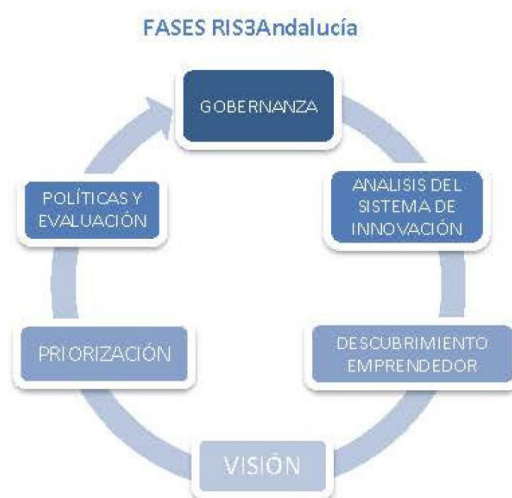 FASES RIS3Andalucía
GOBERNANZA
ANALISIS DEL
SISTEMA DE
INNOVACIÓN
DESCUBRIMIENTO
EMPRENDEDOR
VISIÓN
PRIORIZACIÓN
POLÍTICAS Y
EVALUACIÓN